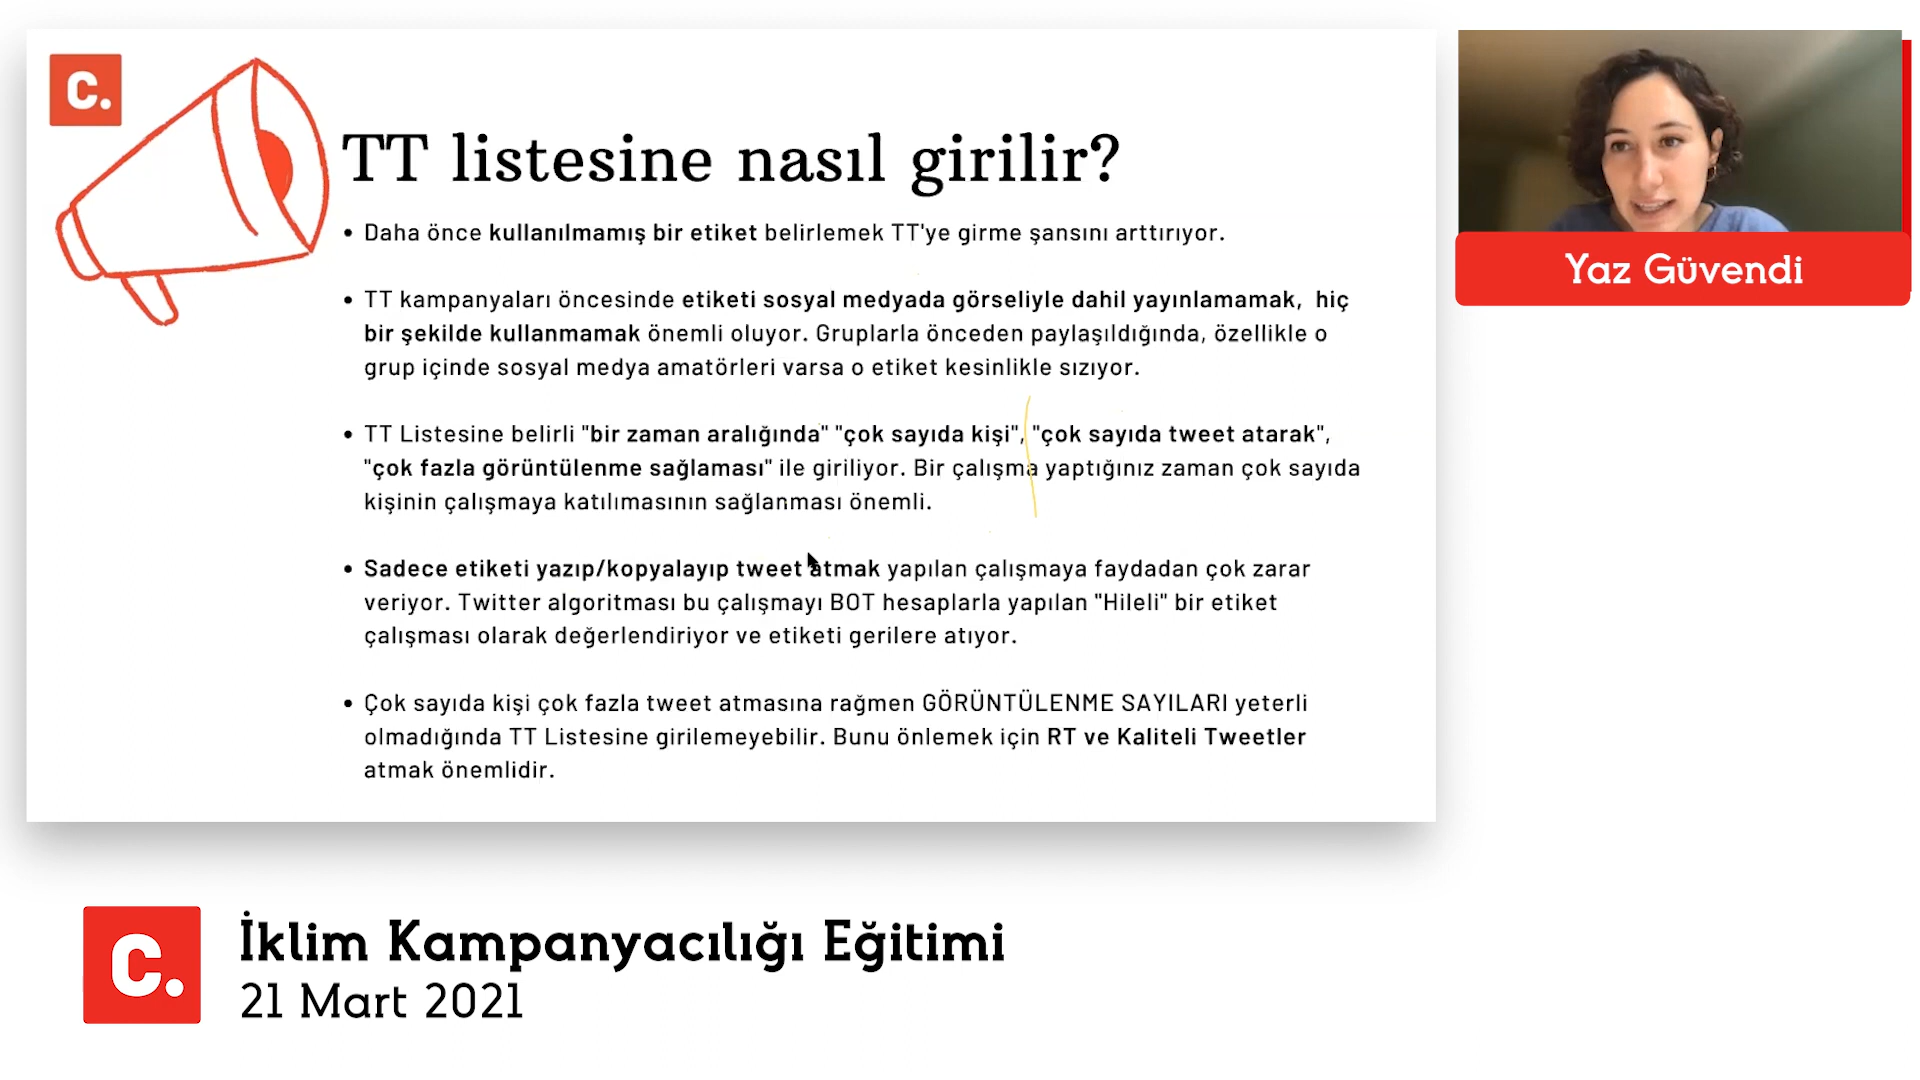 C.
TT listesine nasıl girilir?
• Daha önce kullanılmamış bir etiket belirlemek TT'ye girme şansını arttırıyor.
• TT kampanyaları öncesinde etiketi sosyal medyada görseliyle dahil yayınlamamak, hiç
bir şekilde kullanmamak önemli oluyor. Gruplarla önceden paylaşıldığında, özellikle o
grup içinde sosyal medya amatörleri varsa o etiket kesinlikle sızıyor.
• TT Listesine belirli "bir zaman aralığında" "çok sayıda kişi", "çok sayıda tweet atarak",
"çok fazla görüntülenme sağlaması" ile giriliyor. Bir çalışma yaptığınız zaman çok sayıda
kişinin çalışmaya katılımasının sağlanması önemli.
• Sadece etiketi yazıp/kopyalayıp tweet atmak yapılan çalışmaya faydadan çok zarar
veriyor. Twitter algoritması bu çalışmayı BOT hesaplarla yapılan "Hileli" bir etiket
çalışması olarak değerlendiriyor ve etiketi gerilere atıyor.
• Çok sayıda kişi çok fazla tweet atmasına rağmen GÖRÜNTÜLENME SAYILARI yeterli
olmadığında TT Listesine girilemeyebilir. Bunu önlemek için RT ve Kaliteli Tweetler
atmak önemlidir.
Yaz Güvendi
C.
İklim Kampanyacılığı Eğitimi
21 Mart 2021